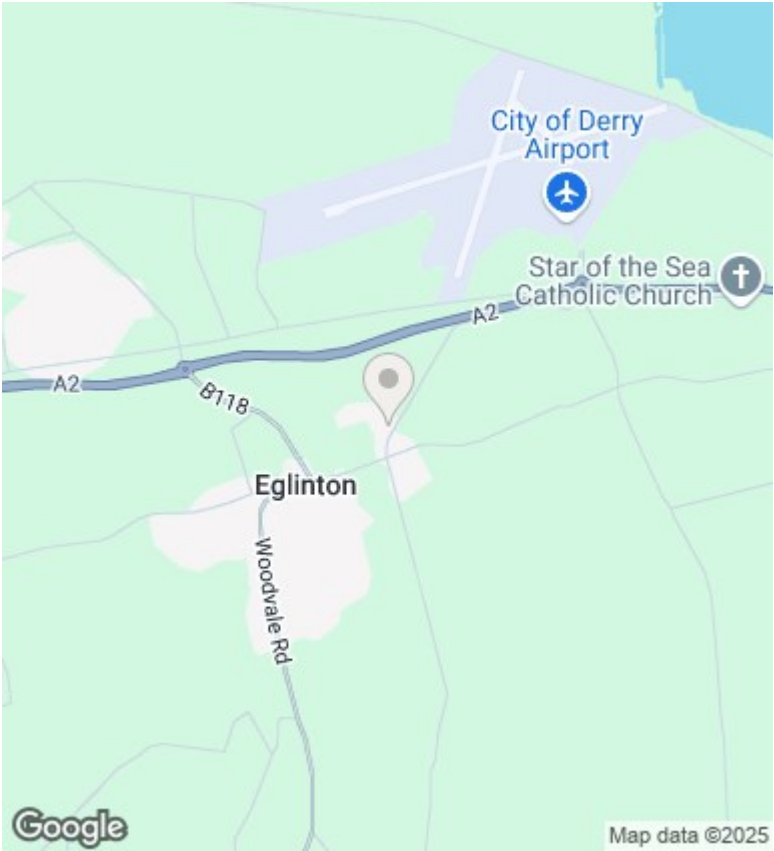 City of Derry
Airport
Star of the Sea
Catholic Church
A2
A2
B118
Eglinton
Woodvale Rd
Google
Map data ©2025